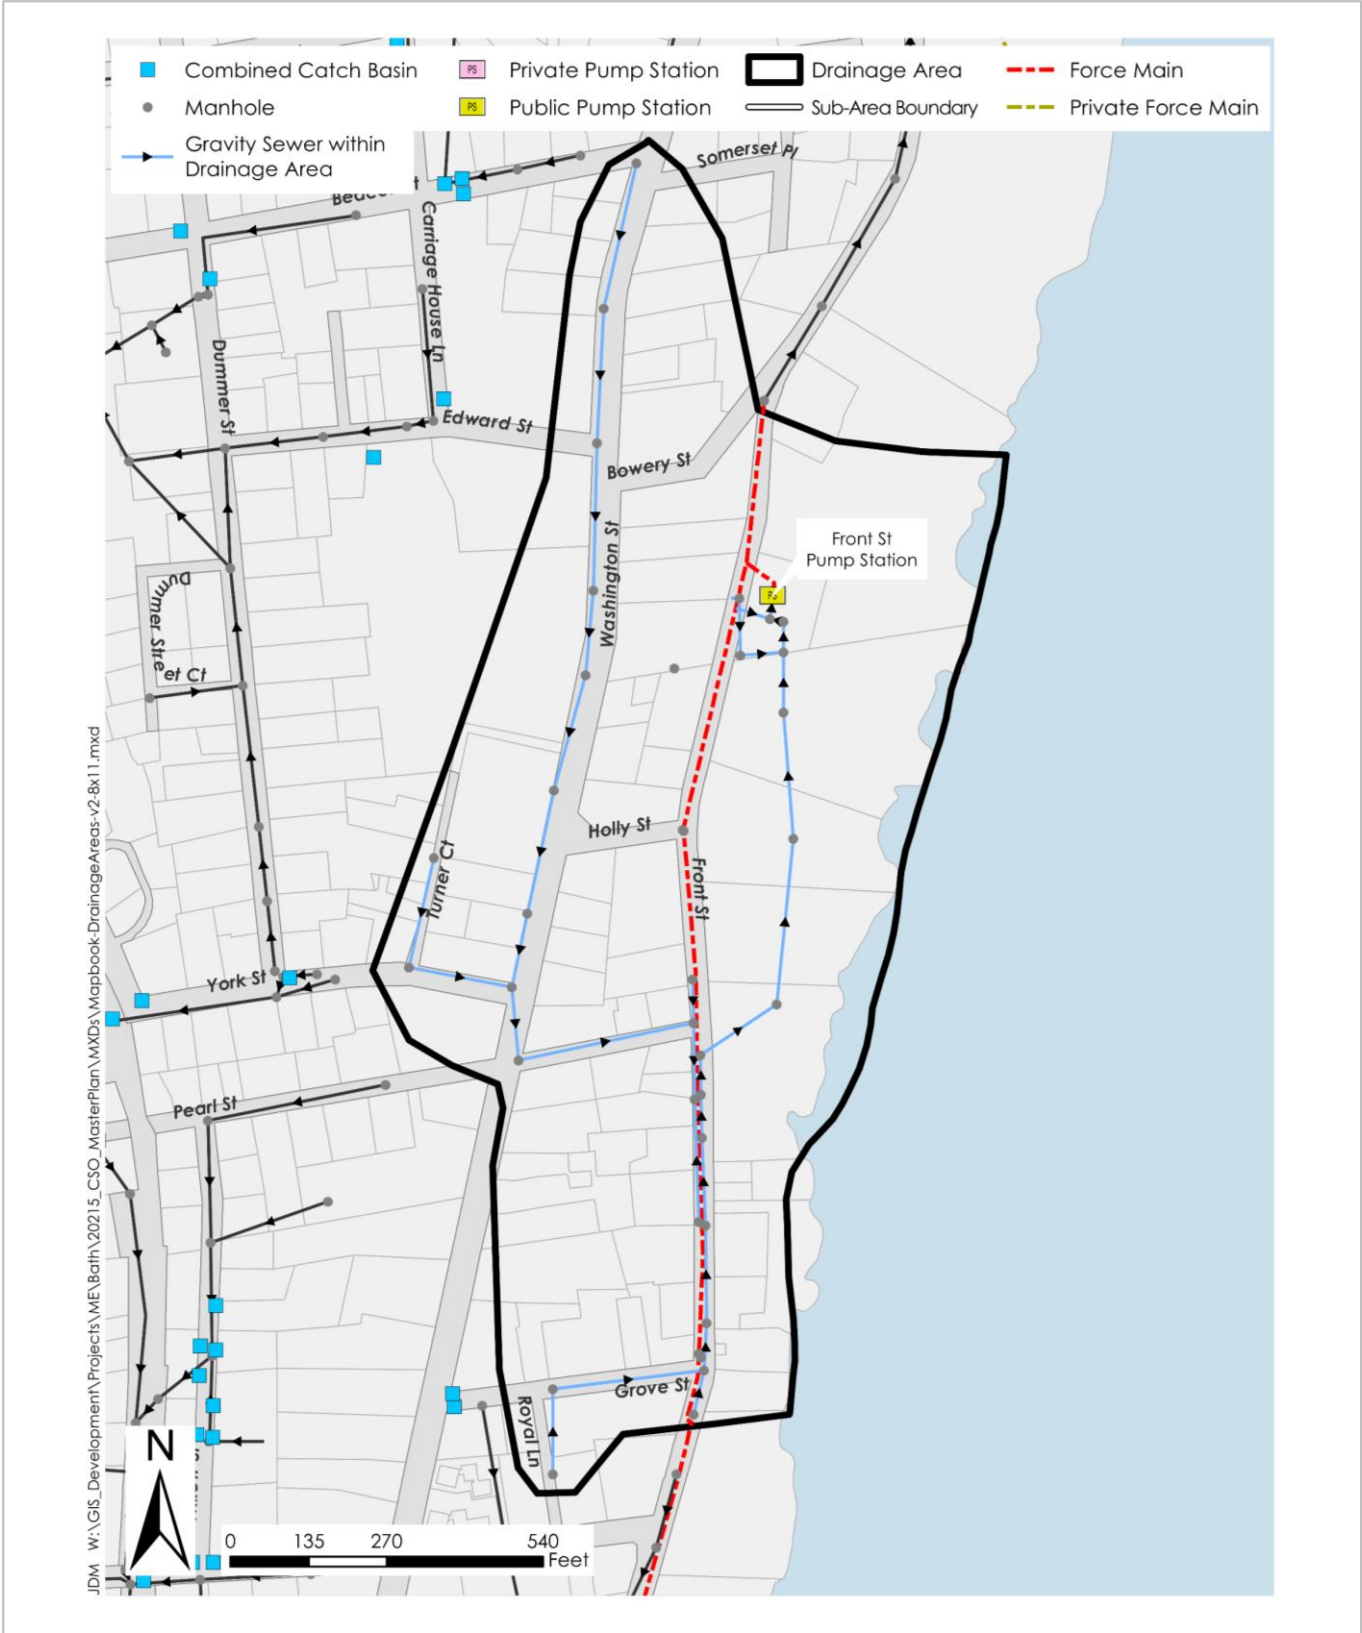 Combined Catch Basin
Manhole
Gravity Sewer within
Drainage Area
PS Private Pump Station
PS Public Pump Station
Drainage Area
Sub-Area Boundary
Force Main
Private Force Main
Somerset Pl
Carriage House Ln
Dummer St
Edward St
Bowery St
Washington St
Front St
Pump Station
PS
Dummer Street Ct
Holly St
Turner Ct
Front St
York St
Pearl St
Grove St
Royal Ln
N
0 135 270 540
Feet
JDM W:\GIS_Development\Projects\ME\Bath\20215_CSO_MasterPlan\MXDs\Mapbook-DrainageAreas-v2-8x11.mxd